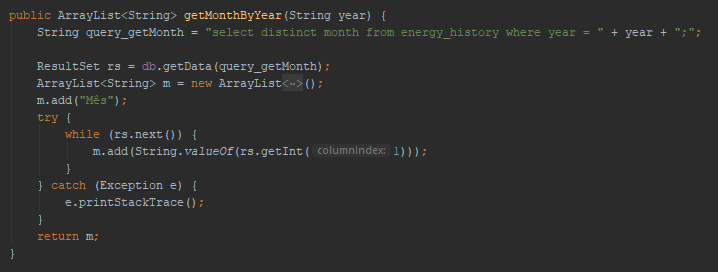 public ArrayList<String> getMonthByYear(String year) {
String query_getMonth = "select distinct month from energy_history where year = " + year + ";";
ResultSet rs = db.getData(query_getMonth);
ArrayList<String> m = new ArrayList<~>();
m.add("Mês");
try {
while (rs.next()) {
m.add(String.valueOf(rs.getInt( columnIndex: 1)));
}
} catch (Exception e) {
e.printStackTrace();
}
return m;
}